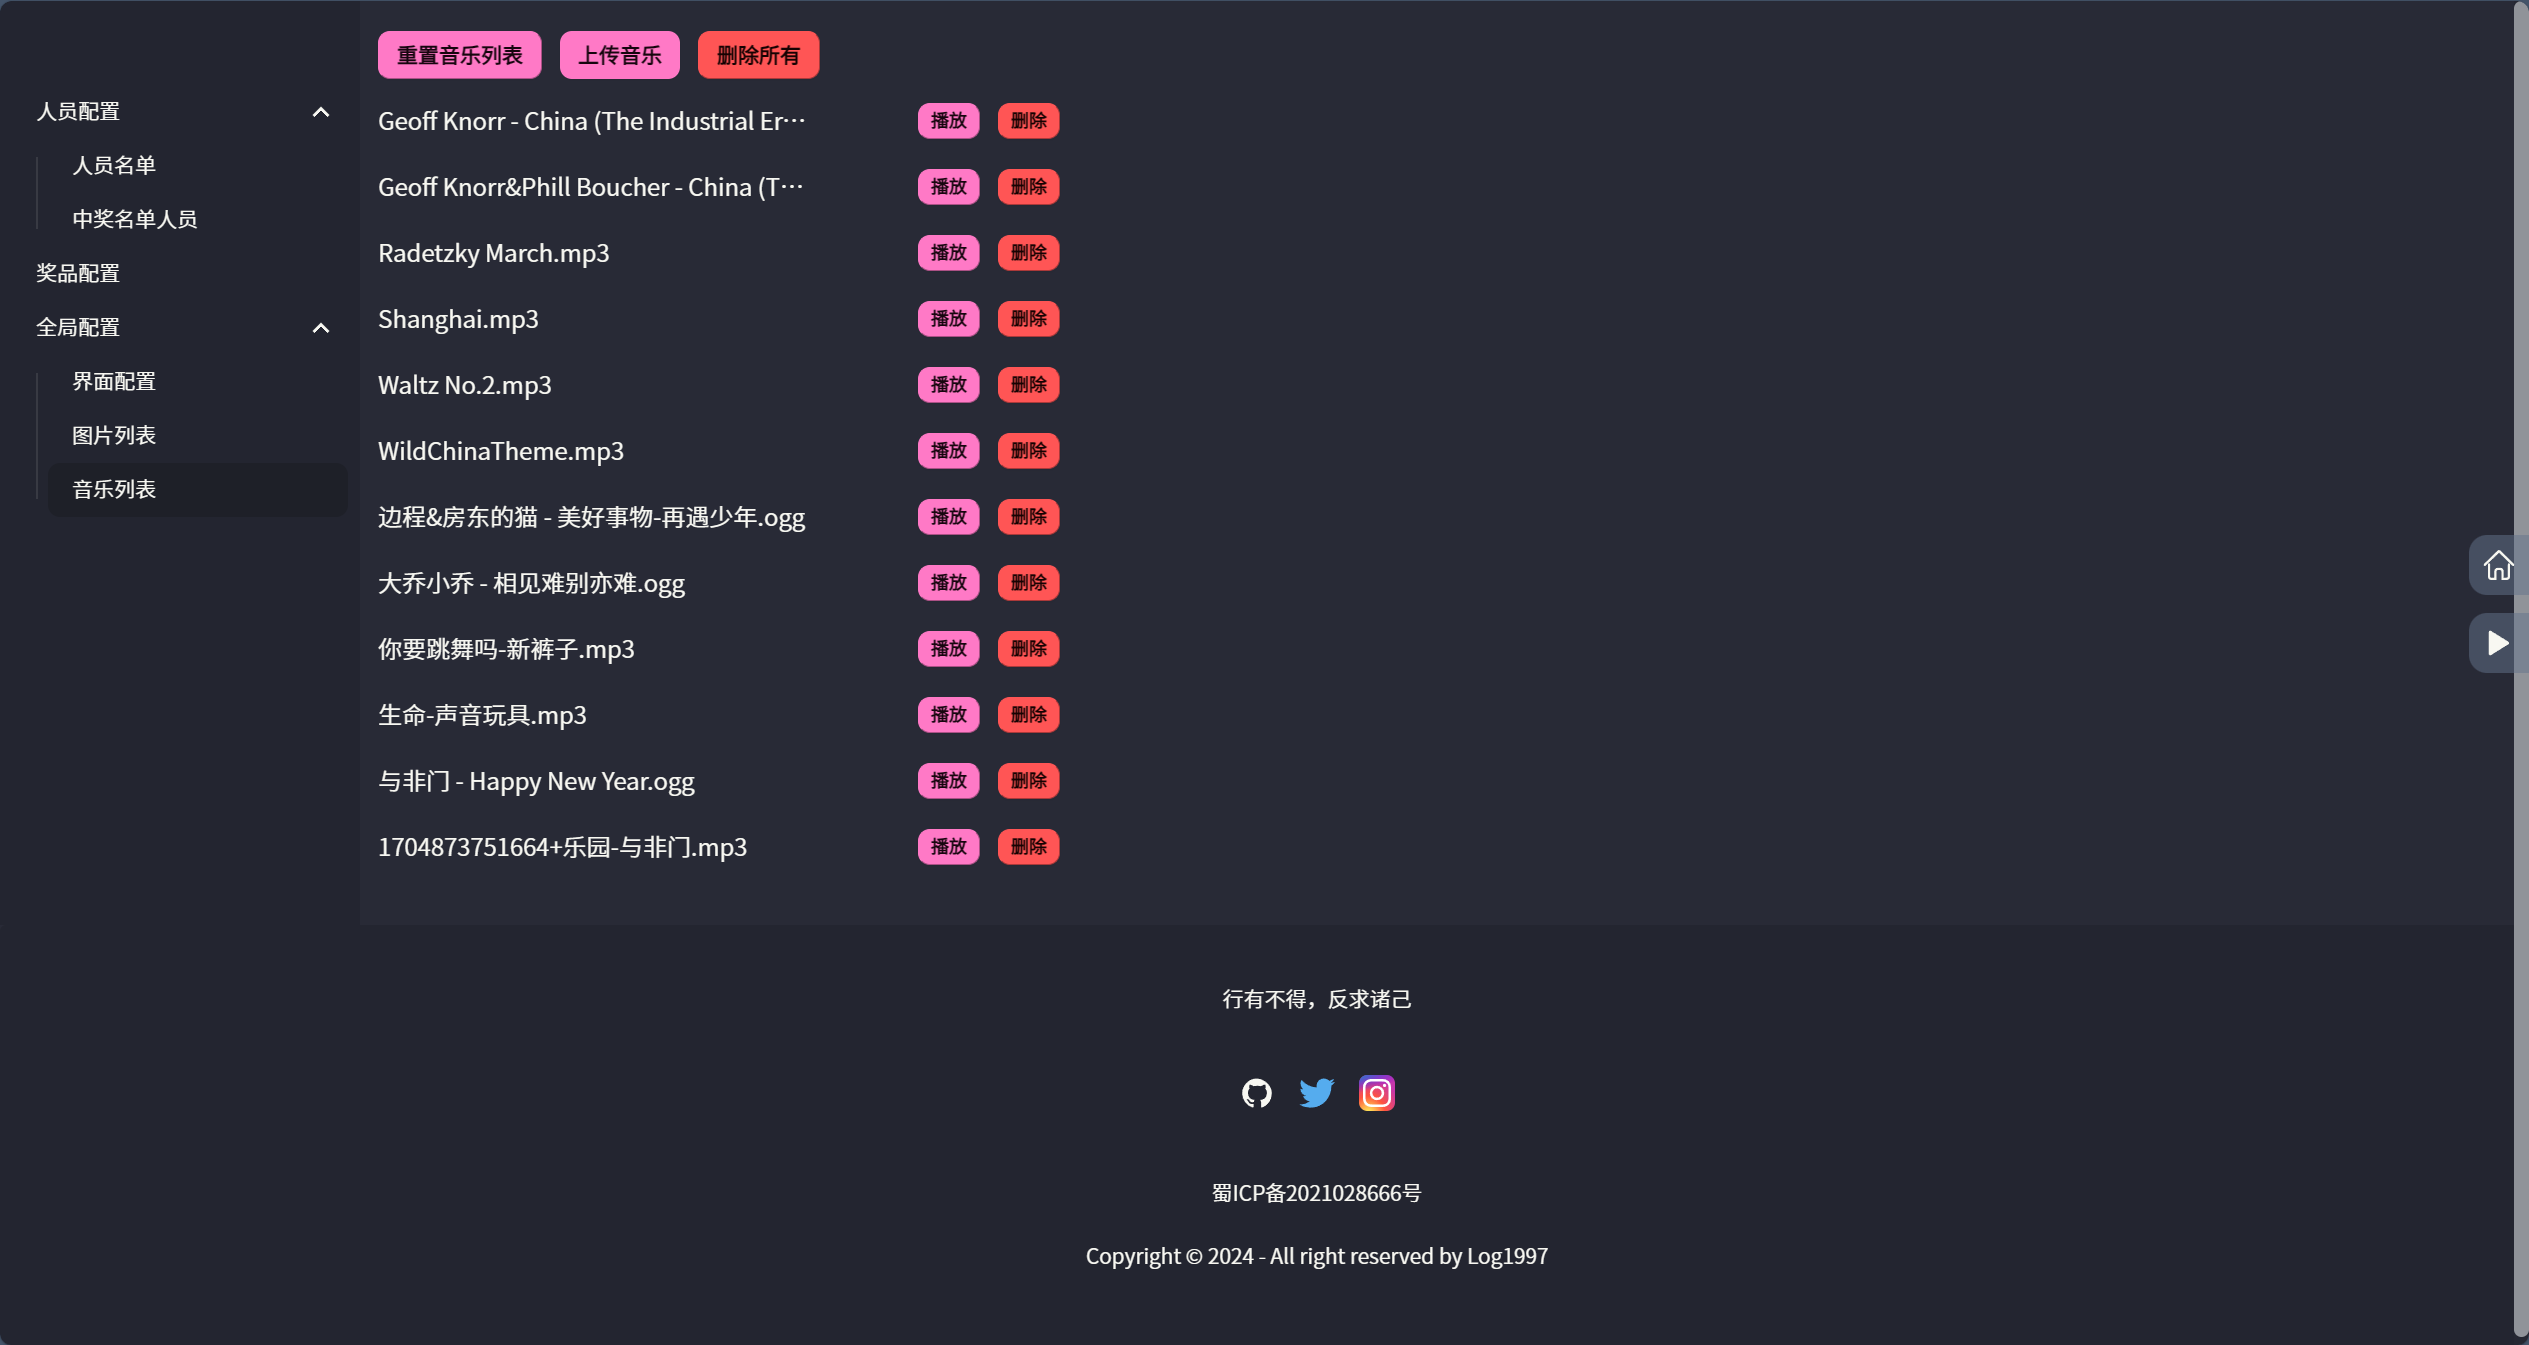 重置音乐列表 上传音乐 删除所有
人员配置
人员名单
中奖名单人员
奖品配置
全局配置
界面配置
图片列表
音乐列表
Geoff Knorr - China (The Industrial Er… 播放 删除
Geoff Knorr&Phill Boucher - China (T… 播放 删除
Radetzky March.mp3 播放 删除
Shanghai.mp3 播放 删除
Waltz No.2.mp3 播放 删除
WildChinaTheme.mp3 播放 删除
边程&房东的猫 - 美好事物-再遇少年.ogg 播放 删除
大乔小乔 - 相见难别亦难.ogg 播放 删除
你要跳舞吗-新裤子.mp3 播放 删除
生命-声音玩具.mp3 播放 删除
与非门 - Happy New Year.ogg 播放 删除
1704873751664+乐园-与非门.mp3 播放 删除
行有不得，反求诸己
蜀ICP备2021028666号
Copyright © 2024 - All right reserved by Log1997